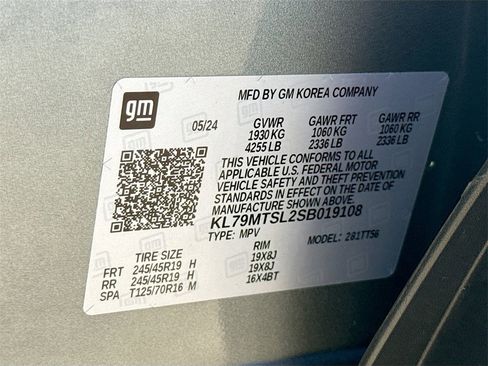 gm
MFD BY GM KOREA COMPANY
05/24 GVWR GAWR FRT GAWR RR
1930 KG 1060 KG 1060 KG
4255 LB 2336 LB 2336 LB
THIS VEHICLE CONFORMS TO ALL
APPLICABLE U.S. FEDERAL MOTOR
VEHICLE SAFETY AND THEFT PREVENTION
STANDARDS IN EFFECT ON THE DATE OF
MANUFACTURE SHOWN ABOVE.
KL79MTSL2SB019108
TYPE: MPV MODEL: 281TT56
TIRE SIZE RIM
FRT 245/45R19 H 19X8J
RR 245/45R19 H 19X8J
SPA T125/70R16 M 16X4BT